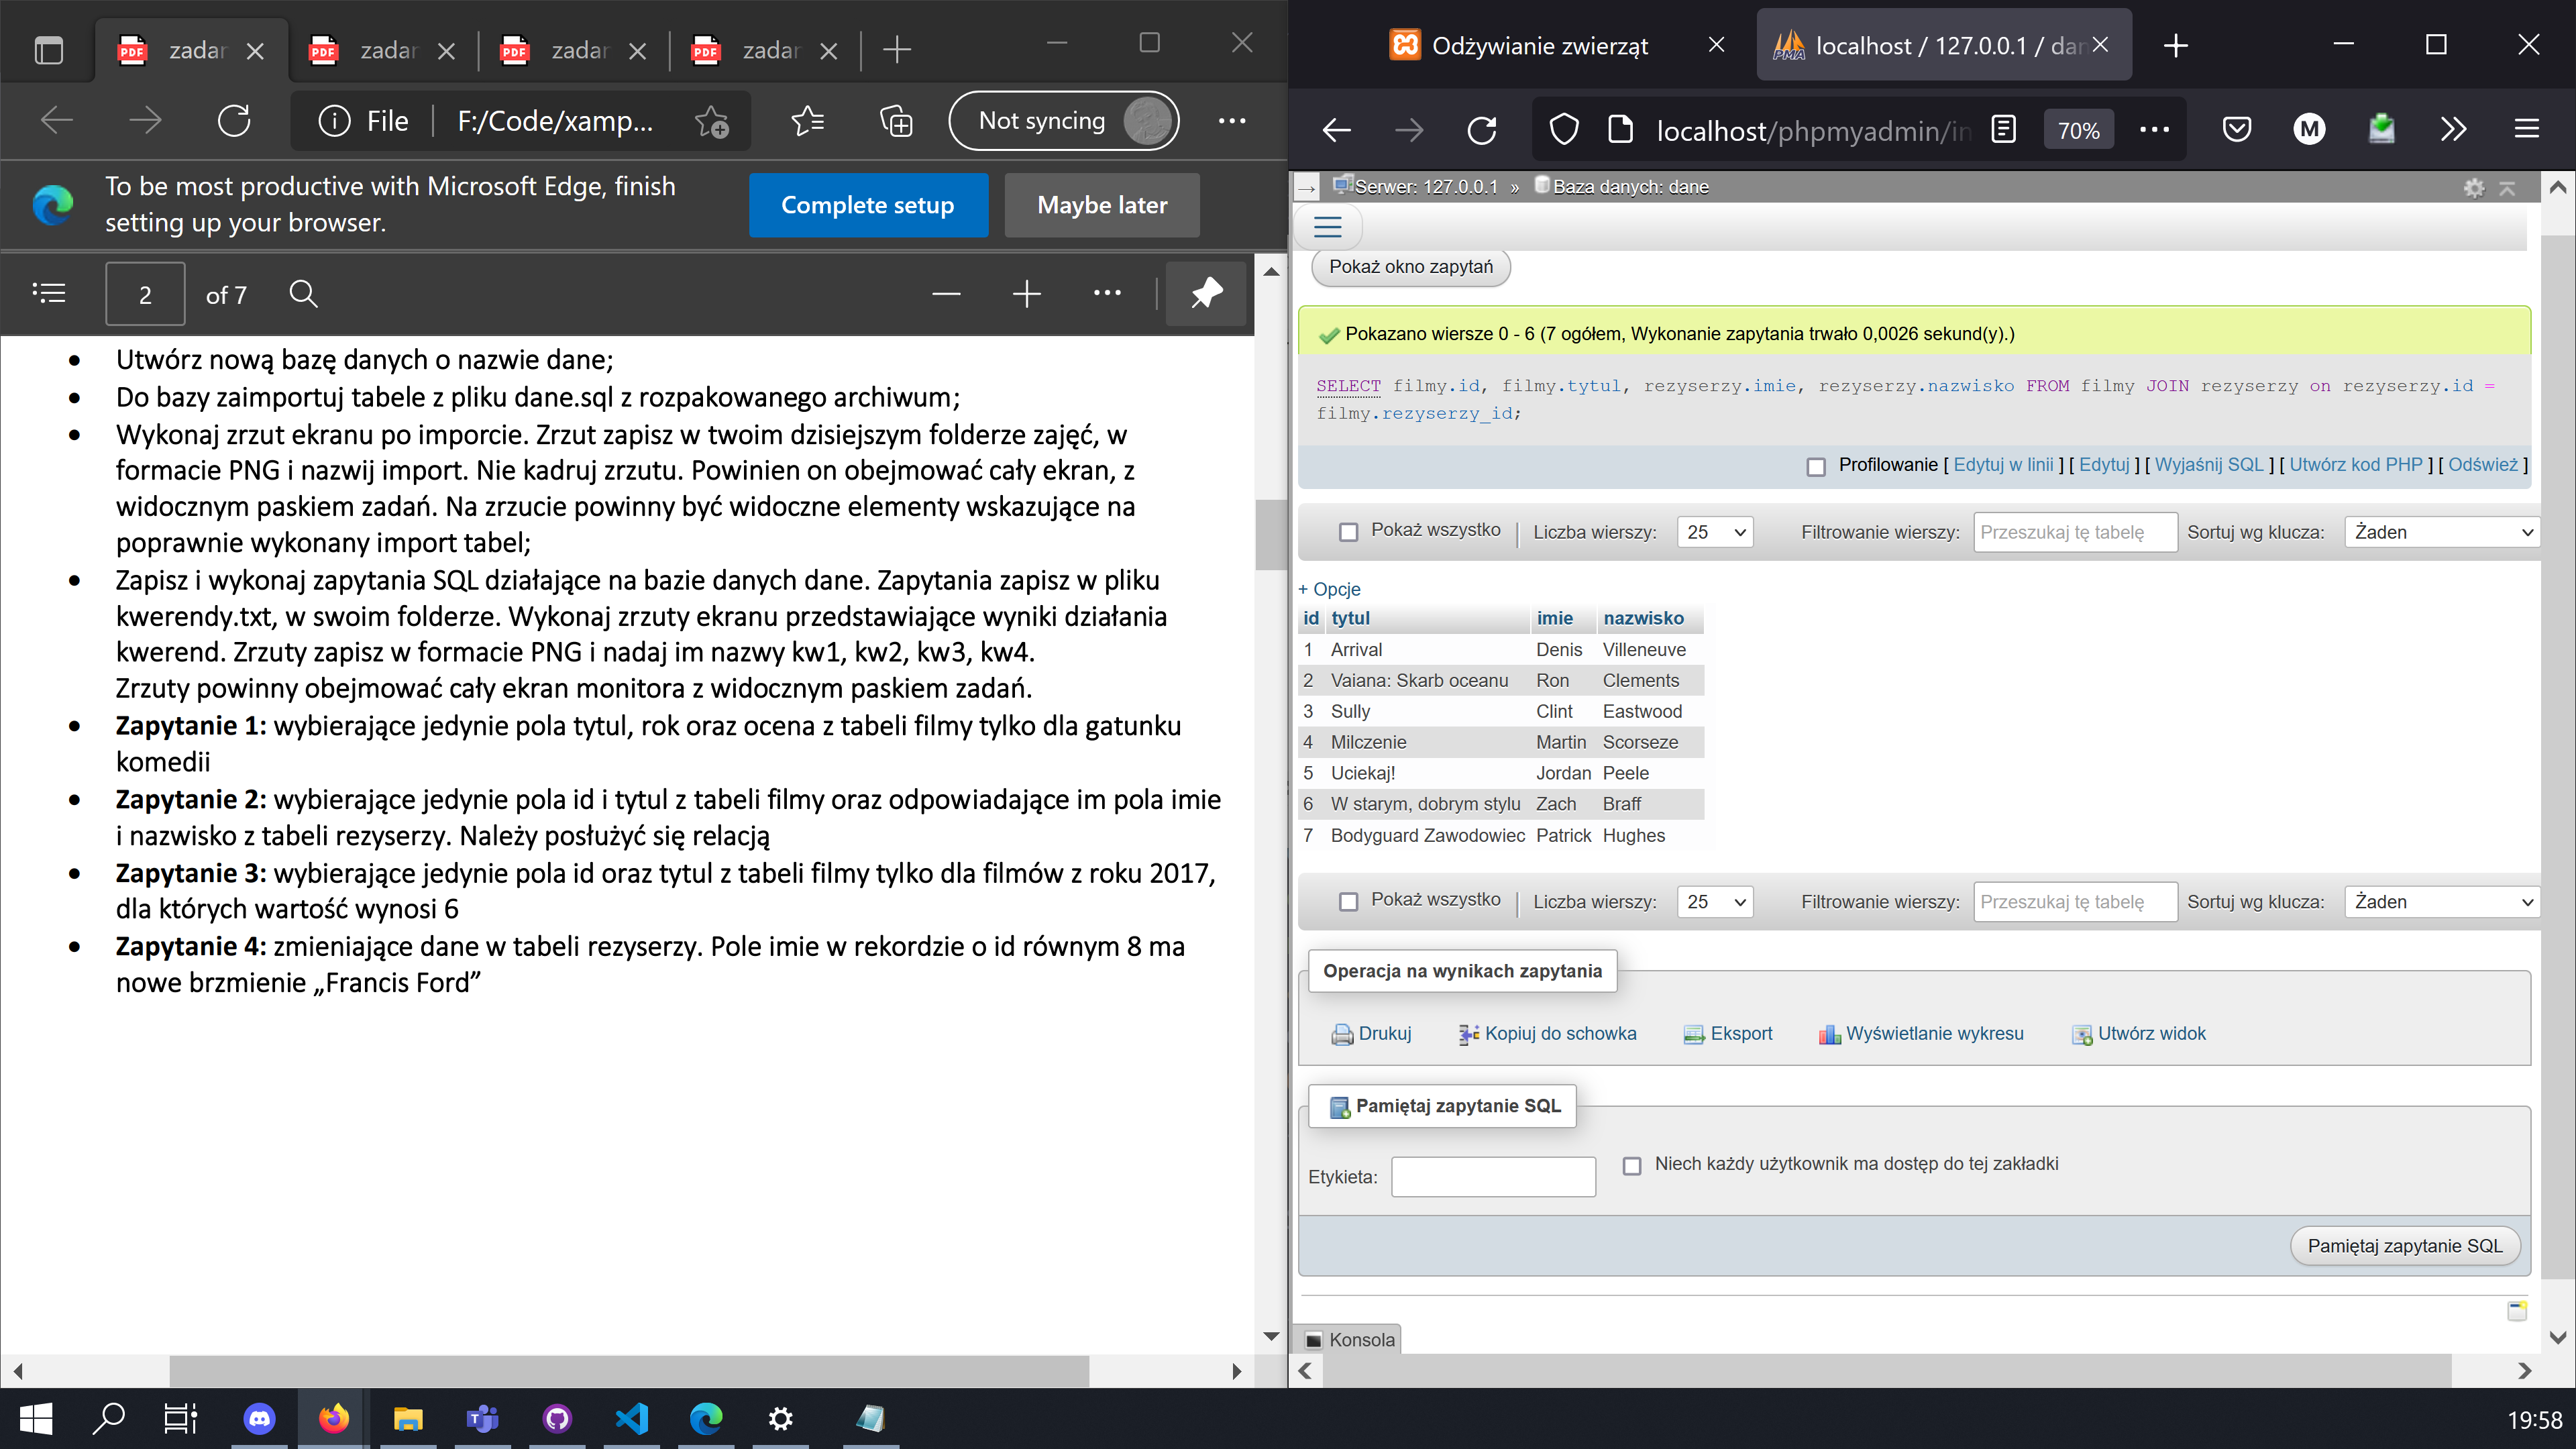 zadar
zadar
zadar
zadar
File
F:/Code/xamp...
Not syncing
To be most productive with Microsoft Edge, finish
setting up your browser.
Complete setup
Maybe later
2
of 7
Utwórz nową bazę danych o nazwie dane;
Do bazy zaimportuj tabele z pliku dane.sql z rozpakowanego archiwum;
Wykonaj zrzut ekranu po imporcie. Zrzut zapisz w twoim dzisiejszym folderze zajęć, w
formacie PNG i nazwij import. Nie kadruj zrzutu. Powinien on obejmować cały ekran, z
widocznym paskiem zadań. Na zrzucie powinny być widoczne elementy wskazujące na
poprawnie wykonany import tabel;
Zapisz i wykonaj zapytania SQL działające na bazie danych dane. Zapytania zapisz w pliku
kwerendy.txt, w swoim folderze. Wykonaj zrzuty ekranu przedstawiające wyniki działania
kwerend. Zrzuty zapisz w formacie PNG i nadaj im nazwy kw1, kw2, kw3, kw4.
Zrzuty powinny obejmować cały ekran monitora z widocznym paskiem zadań.
Zapytanie 1: wybierające jedynie pola tytul, rok oraz ocena z tabeli filmy tylko dla gatunku
komedii
Zapytanie 2: wybierające jedynie pola id i tytul z tabeli filmy oraz odpowiadające im pola imie
i nazwisko z tabeli rezyserzy. Należy posłużyć się relacją
Zapytanie 3: wybierające jedynie pola id oraz tytul z tabeli filmy tylko dla filmów z roku 2017,
dla których wartość wynosi 6
Zapytanie 4: zmieniające dane w tabeli rezyserzy. Pole imie w rekordzie o id równym 8 ma
nowe brzmienie „Francis Ford”
Odżywianie zwierząt
localhost / 127.0.0.1 / dan
localhost/phpmyadmin/in
70%
M
Serwer: 127.0.0.1 » Baza danych: dane
Pokaż okno zapytań
Pokazano wiersze 0 - 6 (7 ogółem, Wykonanie zapytania trwało 0,0026 sekund(y).)
SELECT filmy.id, filmy.tytul, rezyserzy.imie, rezyserzy.nazwisko FROM filmy JOIN rezyserzy on rezyserzy.id =
filmy.rezyserzy_id;
Profilowanie [ Edytuj w linii ] [ Edytuj ] [ Wyjaśnij SQL ] [ Utwórz kod PHP ] [ Odśwież ]
Pokaż wszystko | Liczba wierszy: 25 Filtrowanie wierszy: Przeszukaj tę tabelę Sortuj wg klucza: Żaden
+ Opcje
id tytul imie nazwisko
1 Arrival Denis Villeneuve
2 Vaiana: Skarb oceanu Ron Clements
3 Sully Clint Eastwood
4 Milczenie Martin Scorseze
5 Uciekaj! Jordan Peele
6 W starym, dobrym stylu Zach Braff
7 Bodyguard Zawodowiec Patrick Hughes
Pokaż wszystko | Liczba wierszy: 25 Filtrowanie wierszy: Przeszukaj tę tabelę Sortuj wg klucza: Żaden
Operacja na wynikach zapytania
Drukuj Kopiuj do schowka Eksport Wyświetlanie wykresu Utwórz widok
Pamiętaj zapytanie SQL
Etykieta: Niech każdy użytkownik ma dostęp do tej zakładki
Pamiętaj zapytanie SQL
Konsola
19:58